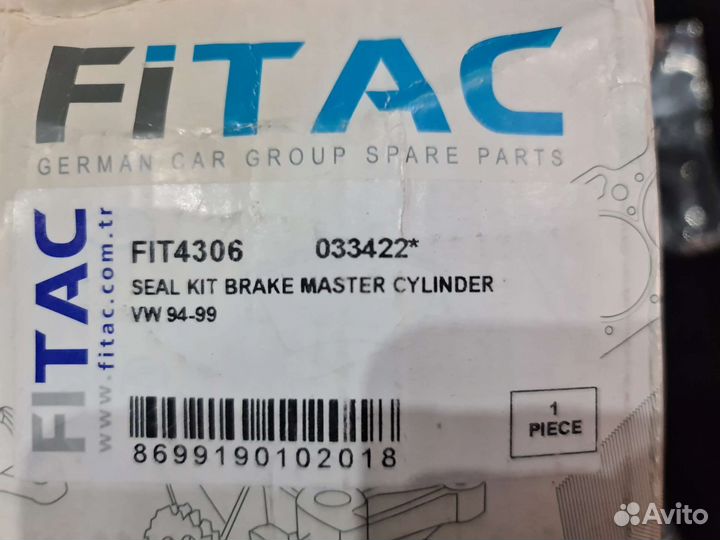 FiTAC
GERMAN CAR GROUP SPARE PARTS
FITAC
www.fitac.com.tr
FIT4306 033422*
SEAL KIT BRAKE MASTER CYLINDER
VW 94-99
8699190102018
1
PIECE
Avito